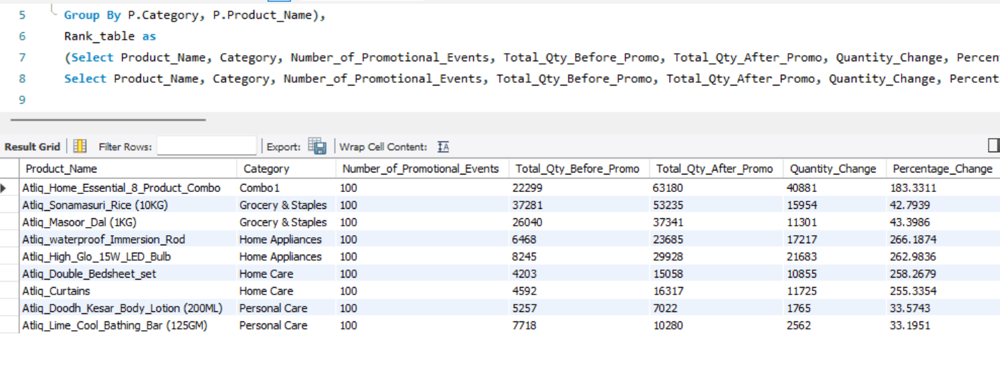 5 Group By P.Category, P.Product_Name),
6 Rank_table as
7 (Select Product_Name, Category, Number_of_Promotional_Events, Total_Qty_Before_Promo, Total_Qty_After_Promo, Quantity_Change, Percen
8 Select Product_Name, Category, Number_of_Promotional_Events, Total_Qty_Before_Promo, Total_Qty_After_Promo, Quantity_Change, Percent
9
Result Grid Filter Rows: Export: Wrap Cell Content: IA
Product_Name Category Number_of_Promotional_Events Total_Qty_Before_Promo Total_Qty_After_Promo Quantity_Change Percentage_Change
Atliq_Home_Essential_8_Product_Combo Combo1 100 22299 63180 40881 183.3311
Atliq_Sonamasuri_Rice (10KG) Grocery & Staples 100 37281 53235 15954 42.7939
Atliq_Masoor_Dal (1KG) Grocery & Staples 100 26040 37341 11301 43.3986
Atliq_waterproof_Immersion_Rod Home Appliances 100 6468 23685 17217 266.1874
Atliq_High_Glo_15W_LED_Bulb Home Appliances 100 8245 29928 21683 262.9836
Atliq_Double_Bedsheet_set Home Care 100 4203 15058 10855 258.2679
Atliq_Curtains Home Care 100 4592 16317 11725 255.3354
Atliq_Doodh_Kesar_Body_Lotion (200ML) Personal Care 100 5257 7022 1765 33.5743
Atliq_Lime_Cool_Bathing_Bar (125GM) Personal Care 100 7718 10280 2562 33.1951